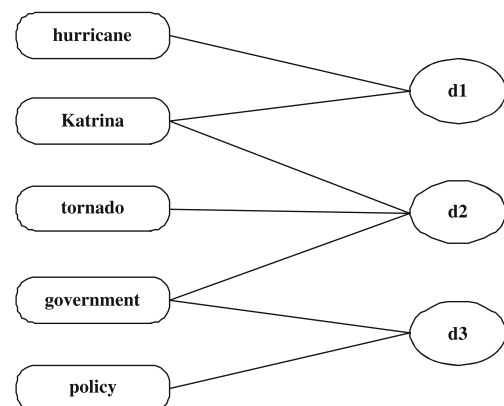 hurricane
d1
Katrina
tornado
d2
government
d3
policy